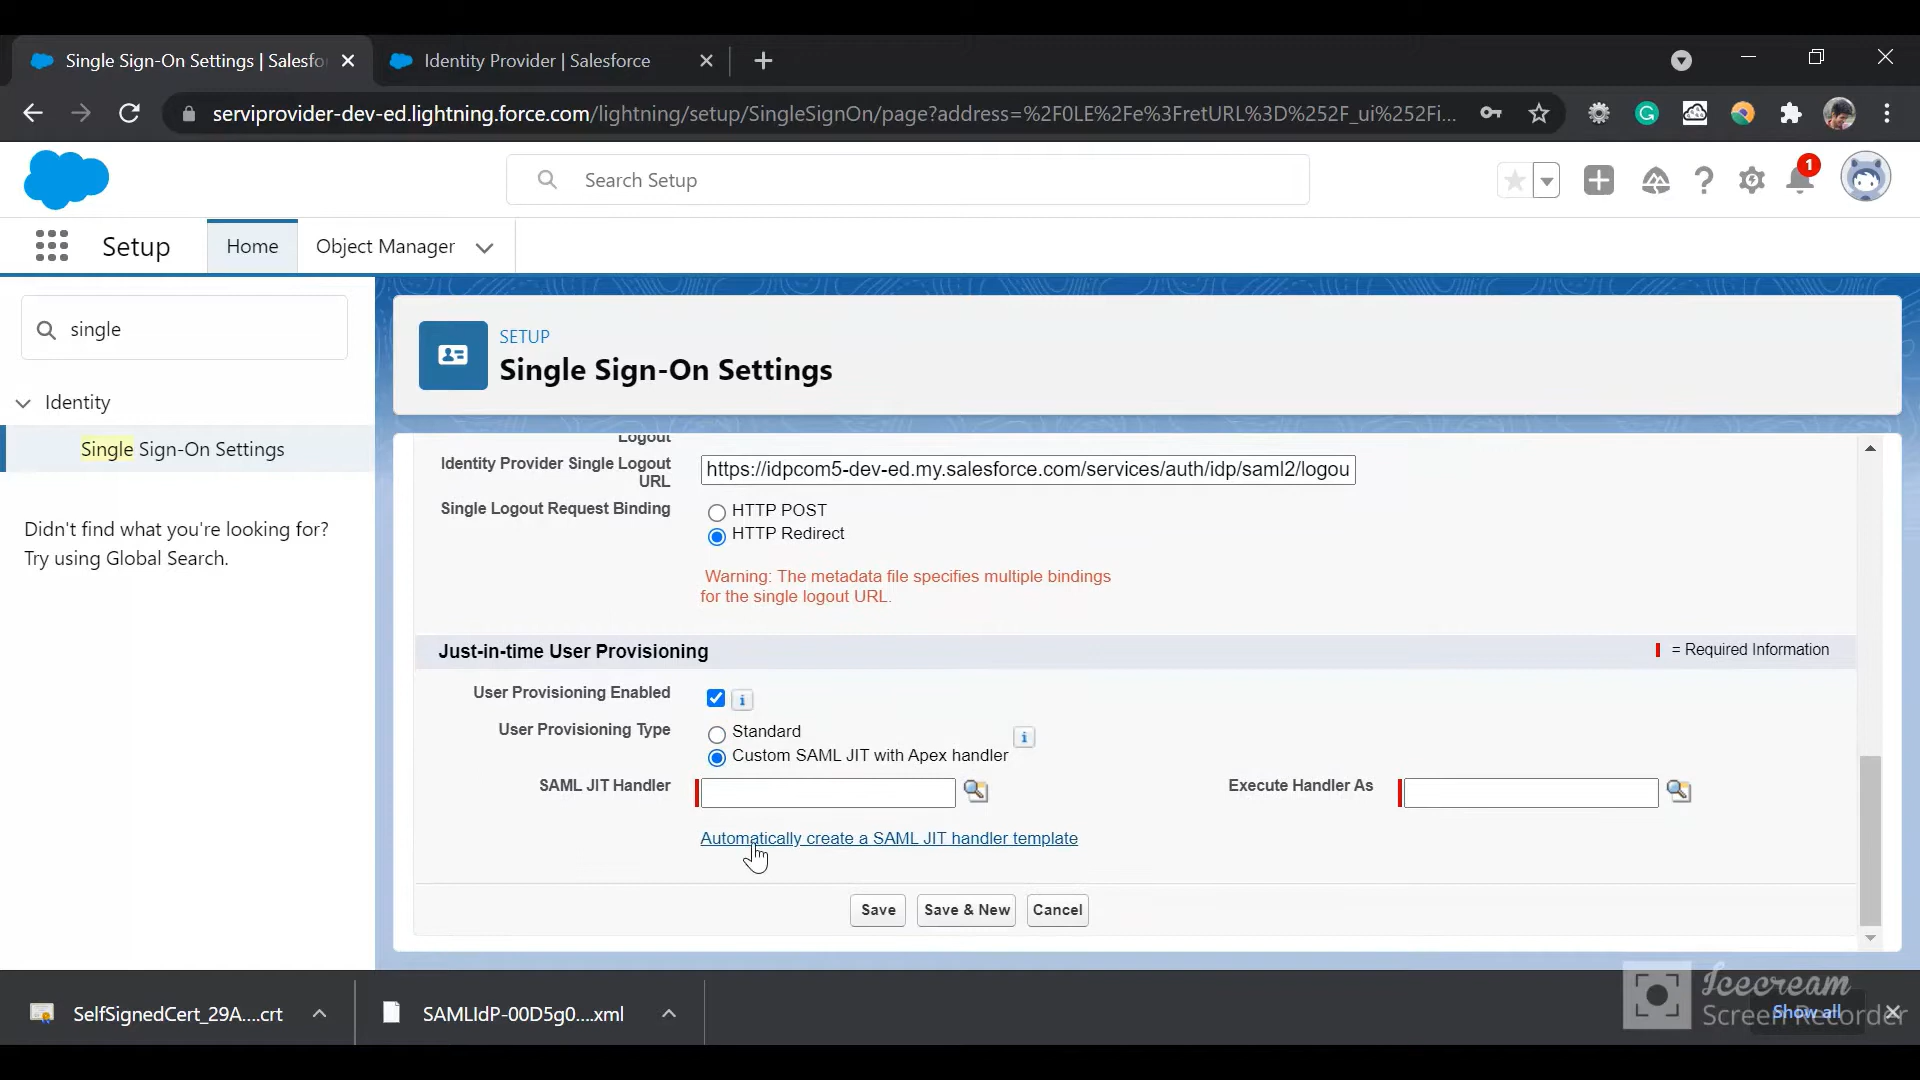 Single Sign-On Settings | Salesfo
Identity Provider | Salesforce
serviprovider-dev-ed.lightning.force.com/lightning/setup/SingleSignOn/page?address=%2F0LE%2Fe%3FretURL%3D%252F_ui%252Fi...
Search Setup
1
Setup
Home
Object Manager
single
Identity
Single Sign-On Settings
Didn't find what you're looking for?
Try using Global Search.
SETUP
Single Sign-On Settings
Logout
Identity Provider Single Logout
URL
https://idpcom5-dev-ed.my.salesforce.com/services/auth/idp/saml2/logou
Single Logout Request Binding
HTTP POST
HTTP Redirect
Warning: The metadata file specifies multiple bindings
for the single logout URL.
Just-in-time User Provisioning
= Required Information
User Provisioning Enabled
User Provisioning Type
Standard
Custom SAML JIT with Apex handler
SAML JIT Handler
Execute Handler As
Automatically create a SAML JIT handler template
Save
Save & New
Cancel
SelfSignedCert_29A....crt
SAMLIdP-00D5g0....xml
Icecream
Screen Recorder
Show all